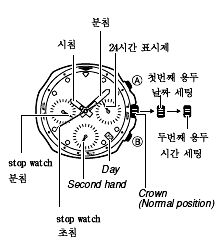 분침
시침
24시간 표시계
A
첫번째 용두
날짜 세팅
두번째 용두
시간 세팅
B
stop watch
분침
Day
Second hand
Crown
(Normal position)
stop watch
초침